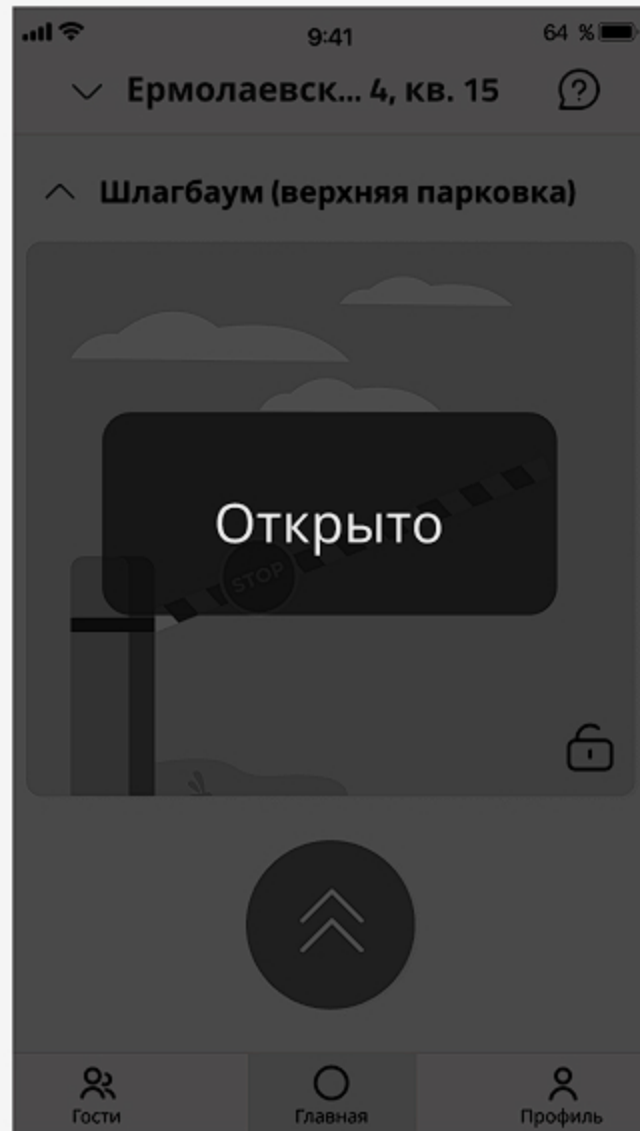 9:41
64 %
Ермолаевск... 4, кв. 15
Шлагбаум (верхняя парковка)
Открыто
STOP
Гости
Главная
Профиль